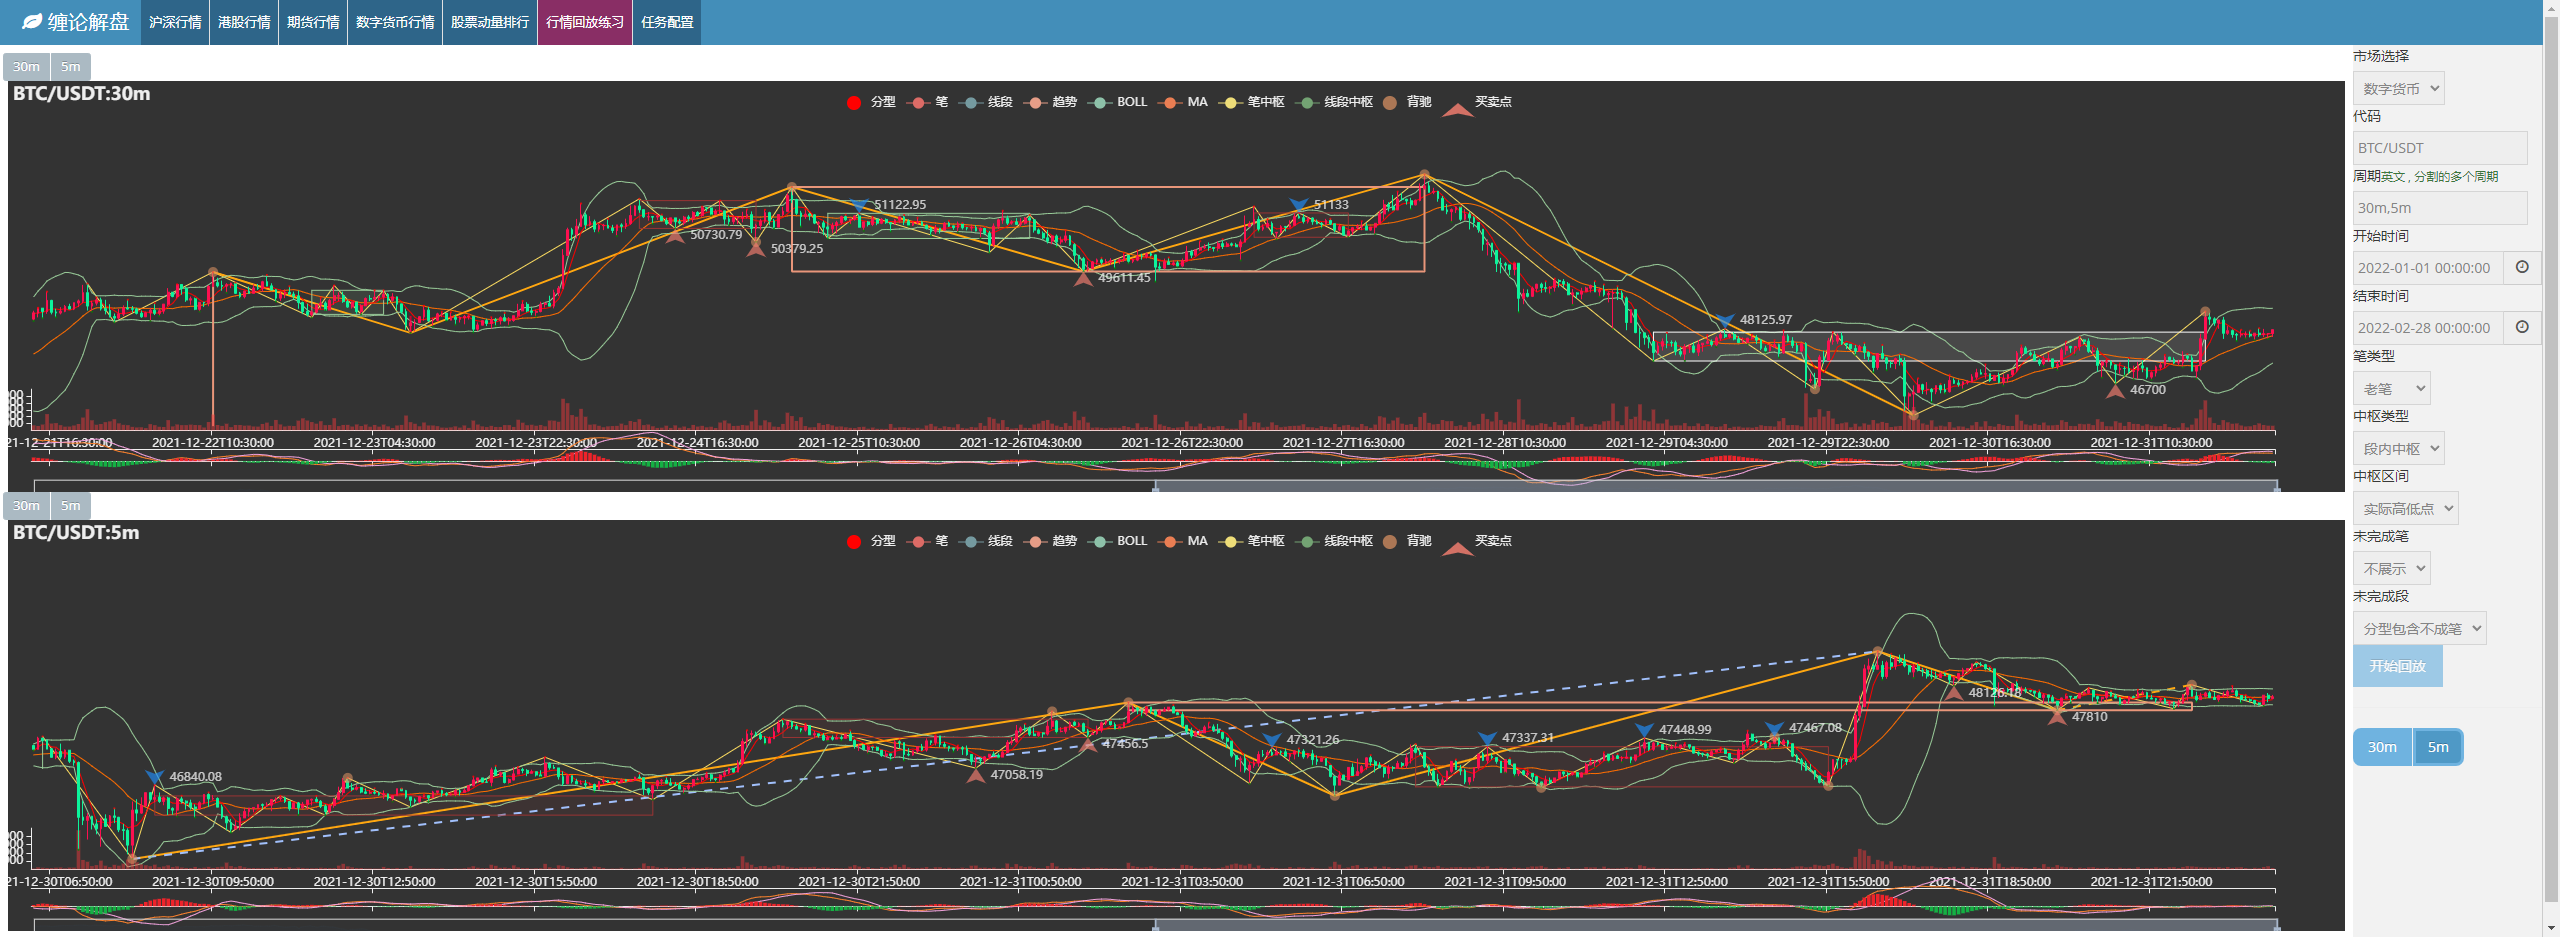 缠论解盘 沪深行情 港股行情 期货行情 数字货币行情 股票动量排行 行情回放练习 任务配置
30m 5m
BTC/USDT:30m
分型 笔 线段 趋势 BOLL MA 笔中枢 线段中枢 背驰 买卖点
51122.95
51133
50730.79
50379.25
49611.45
48125.97
46700
21-12-21T16:30:00 2021-12-22T10:30:00 2021-12-23T04:30:00 2021-12-23T22:30:00 2021-12-24T16:30:00 2021-12-25T10:30:00 2021-12-26T04:30:00 2021-12-26T22:30:00 2021-12-27T16:30:00 2021-12-28T10:30:00 2021-12-29T04:30:00 2021-12-29T22:30:00 2021-12-30T16:30:00 2021-12-31T10:30:00
30m 5m
BTC/USDT:5m
分型 笔 线段 趋势 BOLL MA 笔中枢 线段中枢 背驰 买卖点
48126.18
47810
47448.99
47467.08
47321.26
47337.31
47456.5
46840.08
47058.19
21-12-30T06:50:00 2021-12-30T09:50:00 2021-12-30T12:50:00 2021-12-30T15:50:00 2021-12-30T18:50:00 2021-12-30T21:50:00 2021-12-31T00:50:00 2021-12-31T03:50:00 2021-12-31T06:50:00 2021-12-31T09:50:00 2021-12-31T12:50:00 2021-12-31T15:50:00 2021-12-31T18:50:00 2021-12-31T21:50:00
市场选择
数字货币
代码
BTC/USDT
周期英文 , 分割的多个周期
30m,5m
开始时间
2022-01-01 00:00:00
结束时间
2022-02-28 00:00:00
笔类型
老笔
中枢类型
段内中枢
中枢区间
实际高低点
未完成笔
不展示
未完成段
分型包含不成笔
开始回放
30m 5m